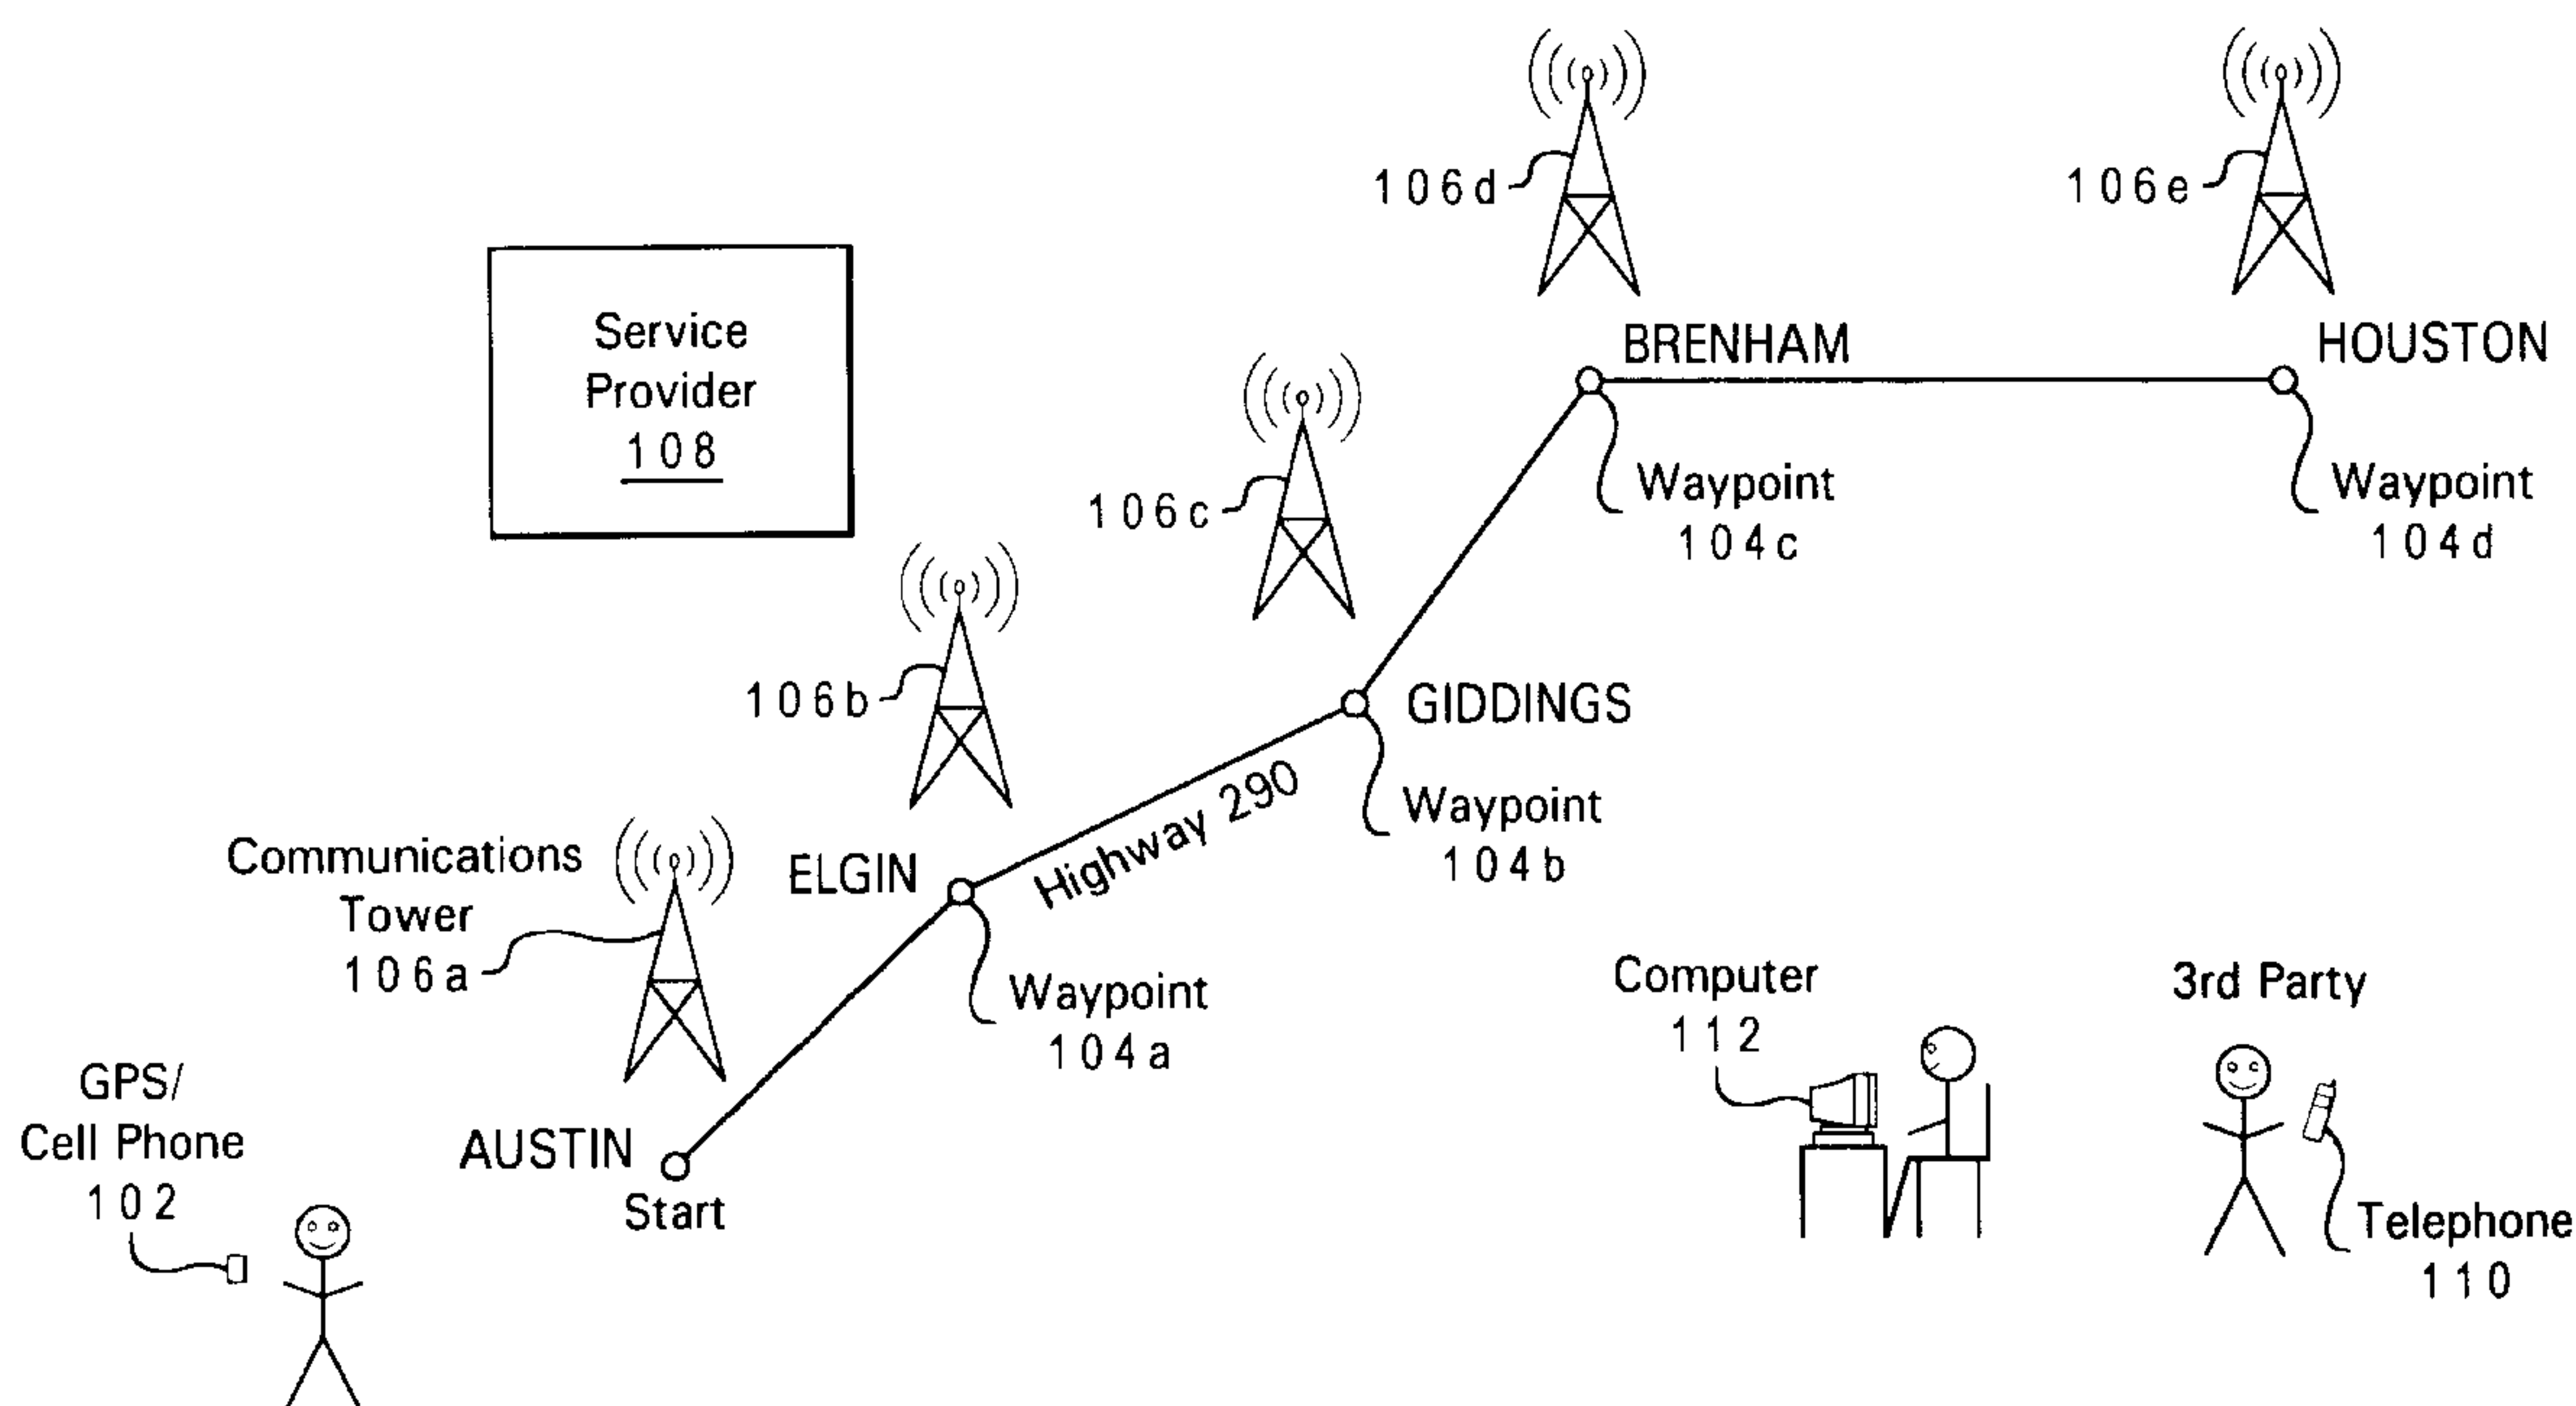 106d
106e
Service
Provider
108
BRENHAM
HOUSTON
106c
Waypoint
104c
Waypoint
104d
106b
GIDDINGS
Highway 290
Waypoint
104b
Communications
Tower
106a
ELGIN
Waypoint
104a
Computer
112
3rd Party
GPS/
Cell Phone
102
AUSTIN
Start
Telephone
110